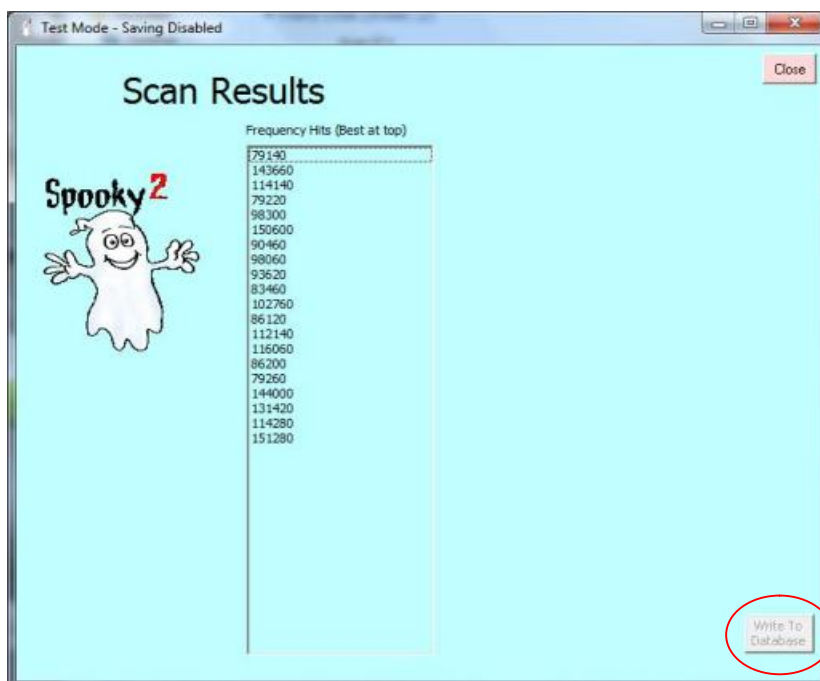 Test Mode - Saving Disabled
Close
Scan Results
Frequency Hits (Best at top)
Spooky2
79140
143660
114140
79220
98300
150600
90460
98060
93620
83460
102760
86120
112140
116060
86200
79260
144000
131420
114280
151280
Write To
Database